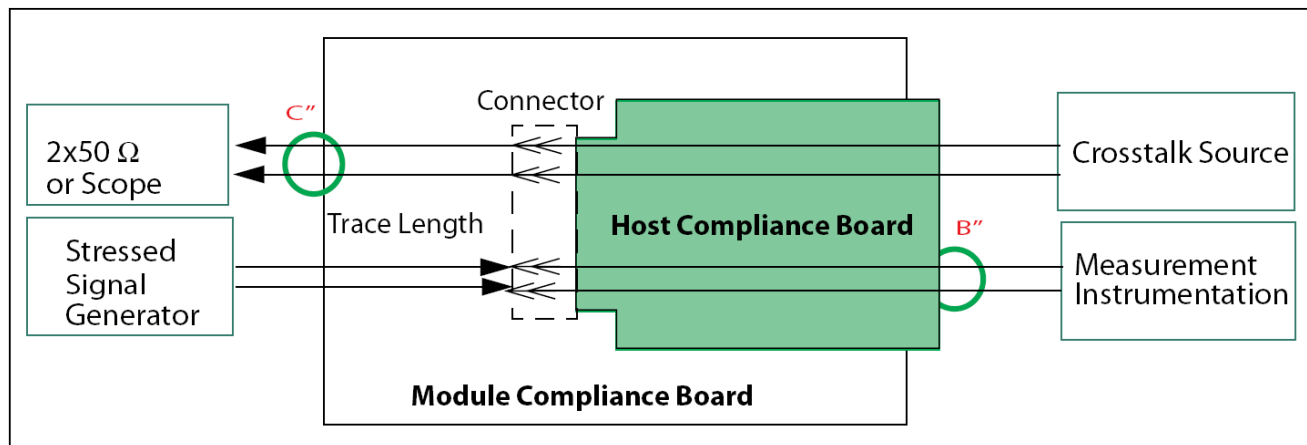 C″
Connector
2x50 Ω
or Scope
Crosstalk Source
Trace Length
Host Compliance Board
B″
Stressed
Signal
Generator
Measurement
Instrumentation
Module Compliance Board